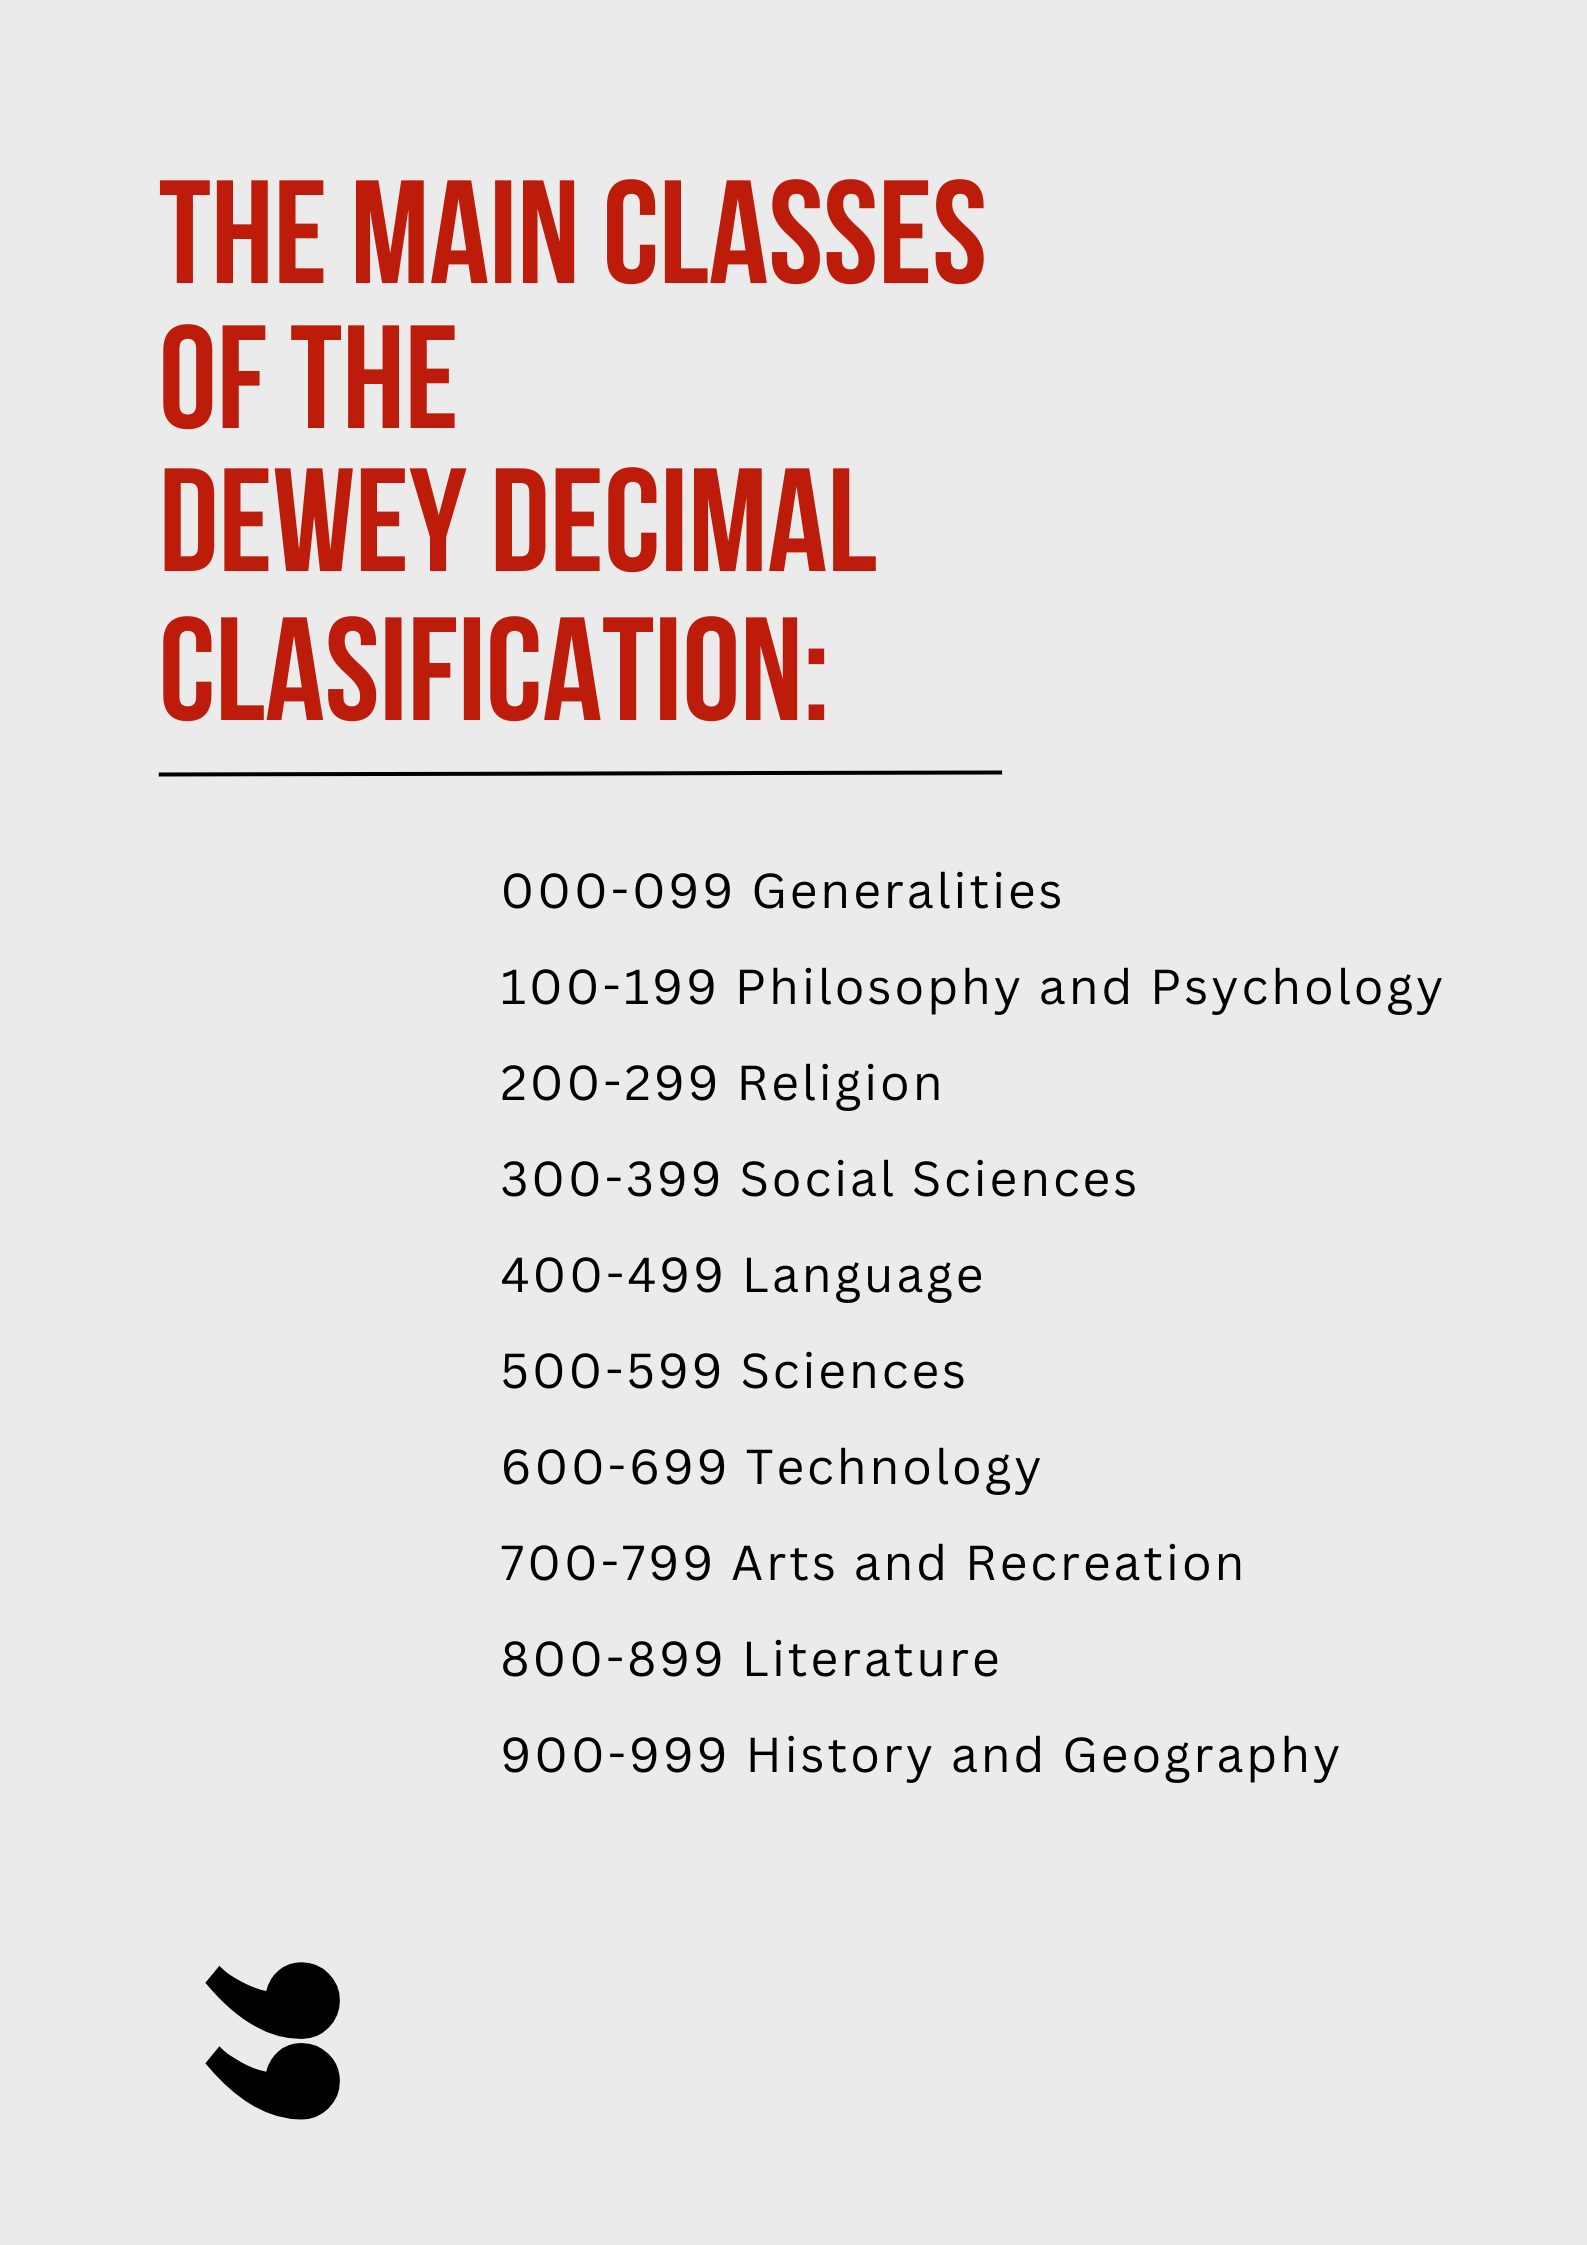 THE MAIN CLASSES
OF THE
DEWEY DECIMAL
CLASIFICATION:
000-099 Generalities
100-199 Philosophy and Psychology
200-299 Religion
300-399 Social Sciences
400-499 Language
500-599 Sciences
600-699 Technology
700-799 Arts and Recreation
800-899 Literature
900-999 History and Geography